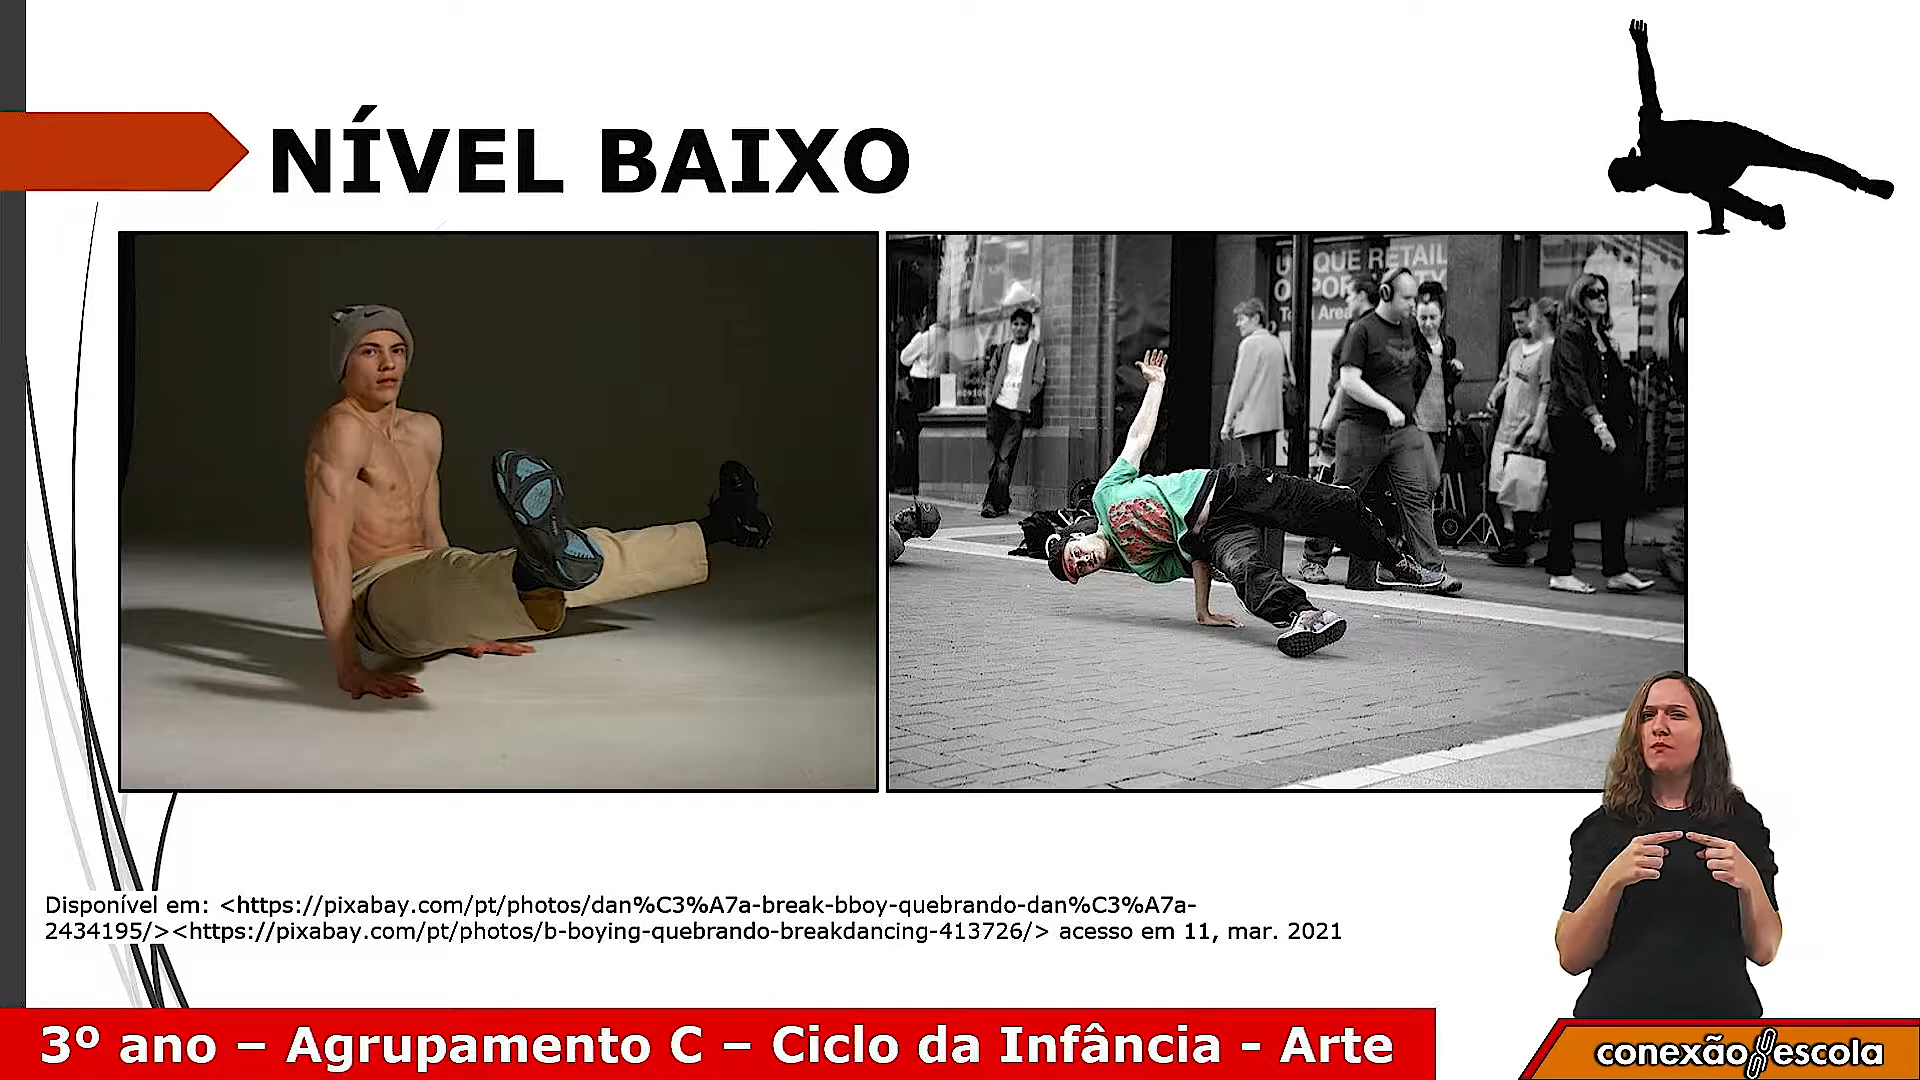 NÍVEL BAIXO
QUE RETAIL
Disponível em: <https://pixabay.com/pt/photos/dan%C3%A7a-break-bboy-quebrando-dan%C3%A7a-
2434195/><https://pixabay.com/pt/photos/b-boying-quebrando-breakdancing-413726/> acesso em 11, mar. 2021
3º ano – Agrupamento C – Ciclo da Infância - Arte
conexão escola